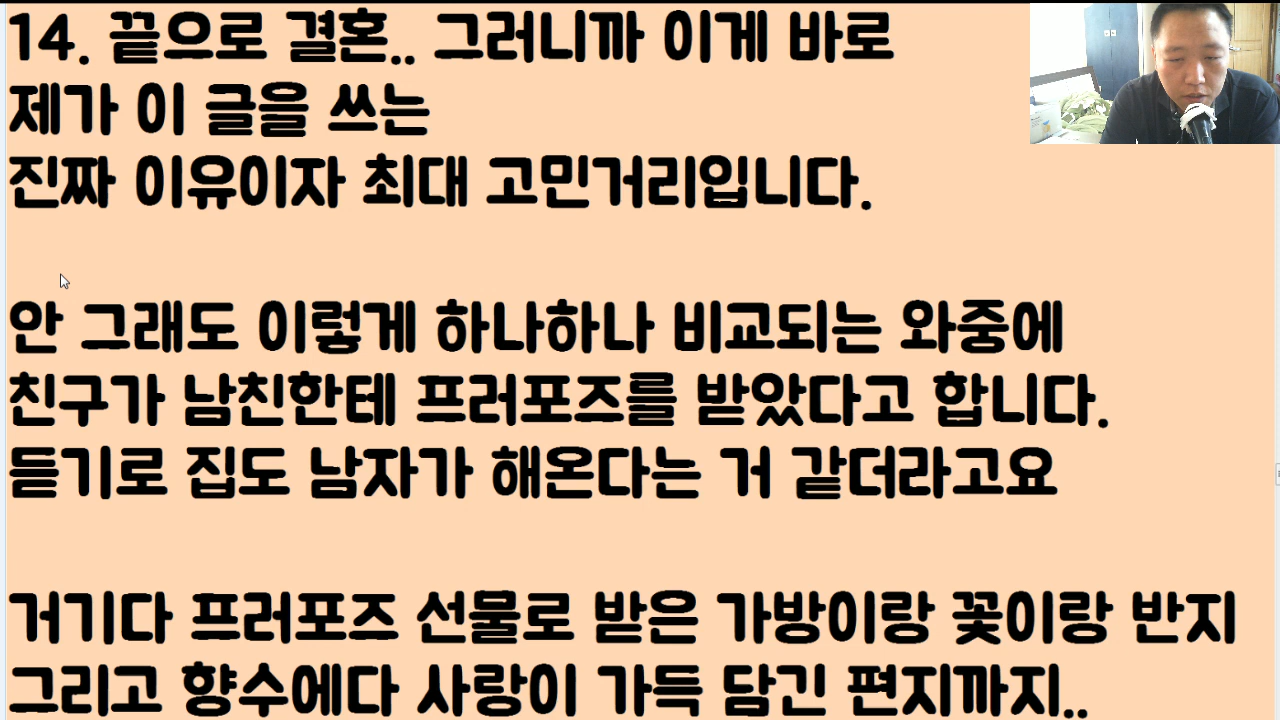 14. 끝으로 결혼.. 그러니까 이게 바로
제가 이 글을 쓰는
진짜 이유이자 최대 고민거리입니다.
안 그래도 이렇게 하나하나 비교되는 와중에
친구가 남친한테 프러포즈를 받았다고 합니다.
듣기로 집도 남자가 해온다는 거 같더라고요
거기다 프러포즈 선물로 받은 가방이랑 꽃이랑 반지
그리고 향수에다 사랑이 가득 담긴 편지까지..